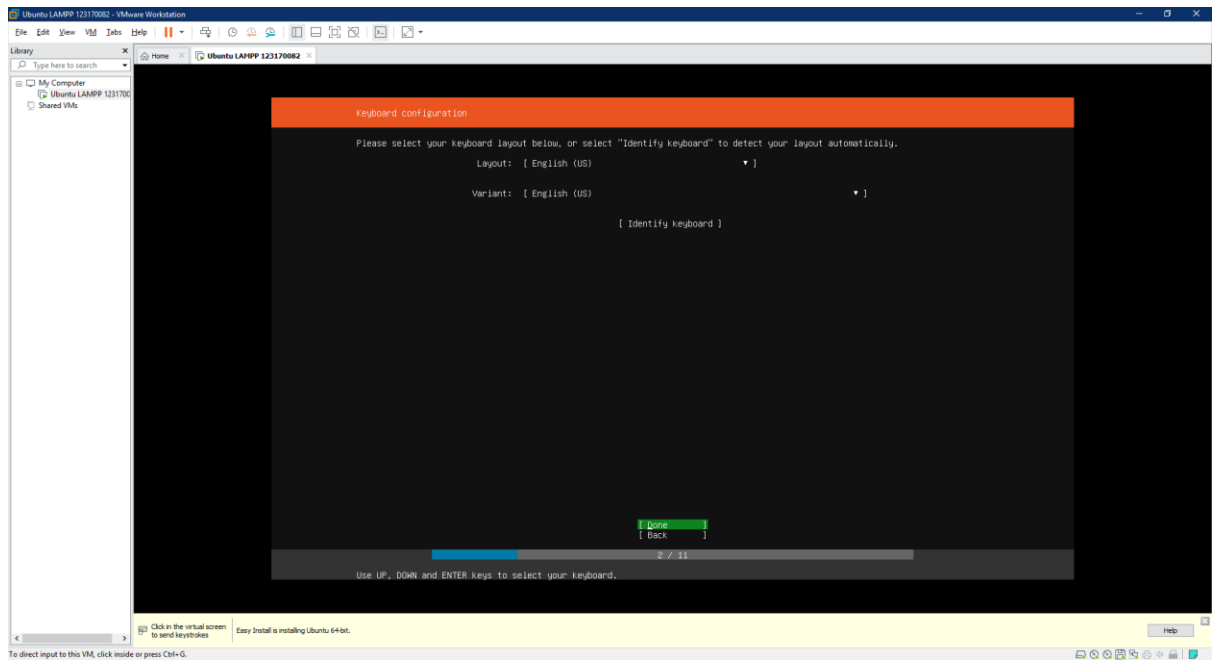 Ubuntu LAMPP 123170082 - VMware Workstation
File Edit View VM Tabs Help
Library
Type here to search
My Computer
Ubuntu LAMPP 123170
Shared VMs
Home
Ubuntu LAMPP 123170082
Keyboard configuration
Please select your keyboard layout below, or select "Identify keyboard" to detect your layout automatically.
Layout: [ English (US) ▾ ]
Variant: [ English (US) ▾ ]
[ Identify keyboard ]
[ Done ]
[ Back ]
2 / 11
Use UP, DOWN and ENTER keys to select your keyboard.
Click in the virtual screen
to send keystrokes
Easy Install is installing Ubuntu 64-bit.
Help
To direct input to this VM, click inside or press Ctrl+G.